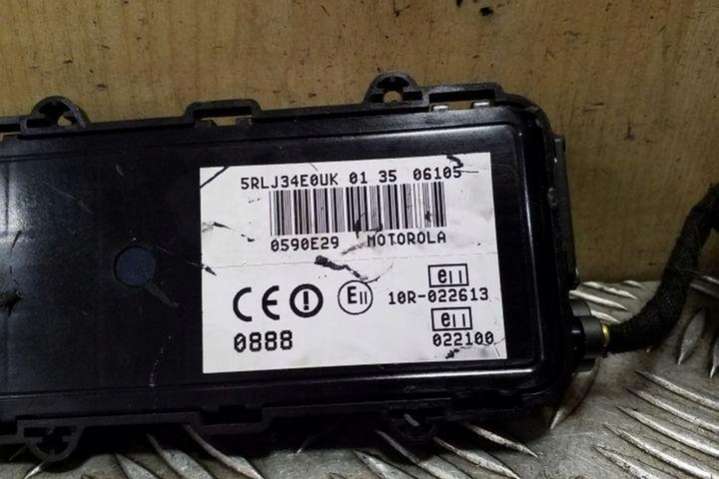 5RLJ34E0UK 01 35 06105
0590E29 MOTOROLA
CE E11 e11
10R-022613
e11
0888 022100